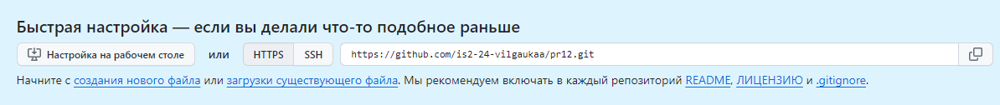 Быстрая настройка — если вы делали что-то подобное раньше
Настройка на рабочем столе или HTTPS SSH https://github.com/is2-24-vilgaukaa/pr12.git
Начните с создания нового файла или загрузки существующего файла. Мы рекомендуем включать в каждый репозиторий README, ЛИЦЕНЗИЮ и .gitignore.